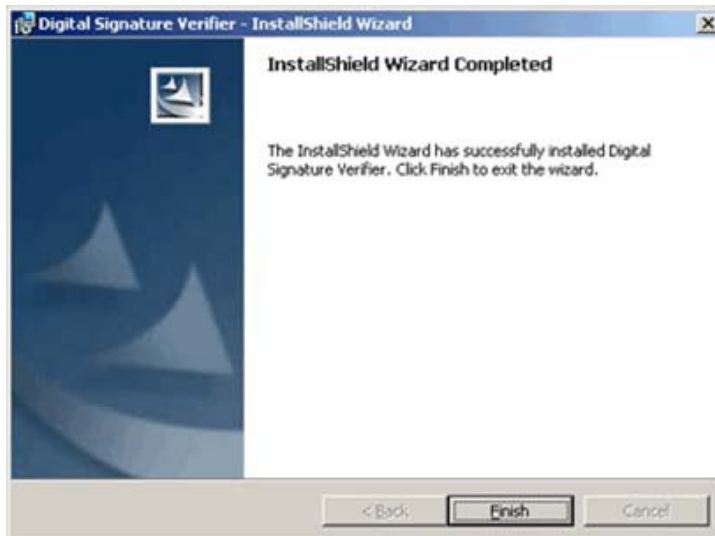 Digital Signature Verifier - InstallShield Wizard
InstallShield Wizard Completed
The InstallShield Wizard has successfully installed Digital
Signature Verifier. Click Finish to exit the wizard.
< Back
Finish
Cancel